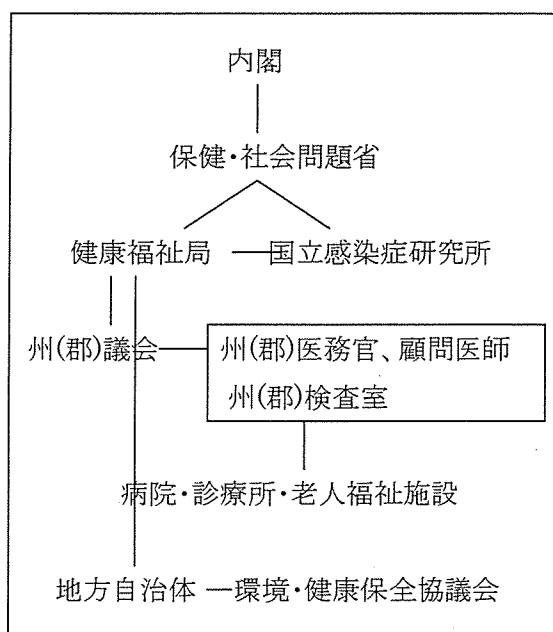 内閣
保健・社会問題省
健康福祉局 国立感染症研究所
州(郡)議会 州(郡)医務官、顧問医師
州(郡)検査室
病院・診療所・老人福祉施設
地方自治体 環境・健康保全協議会